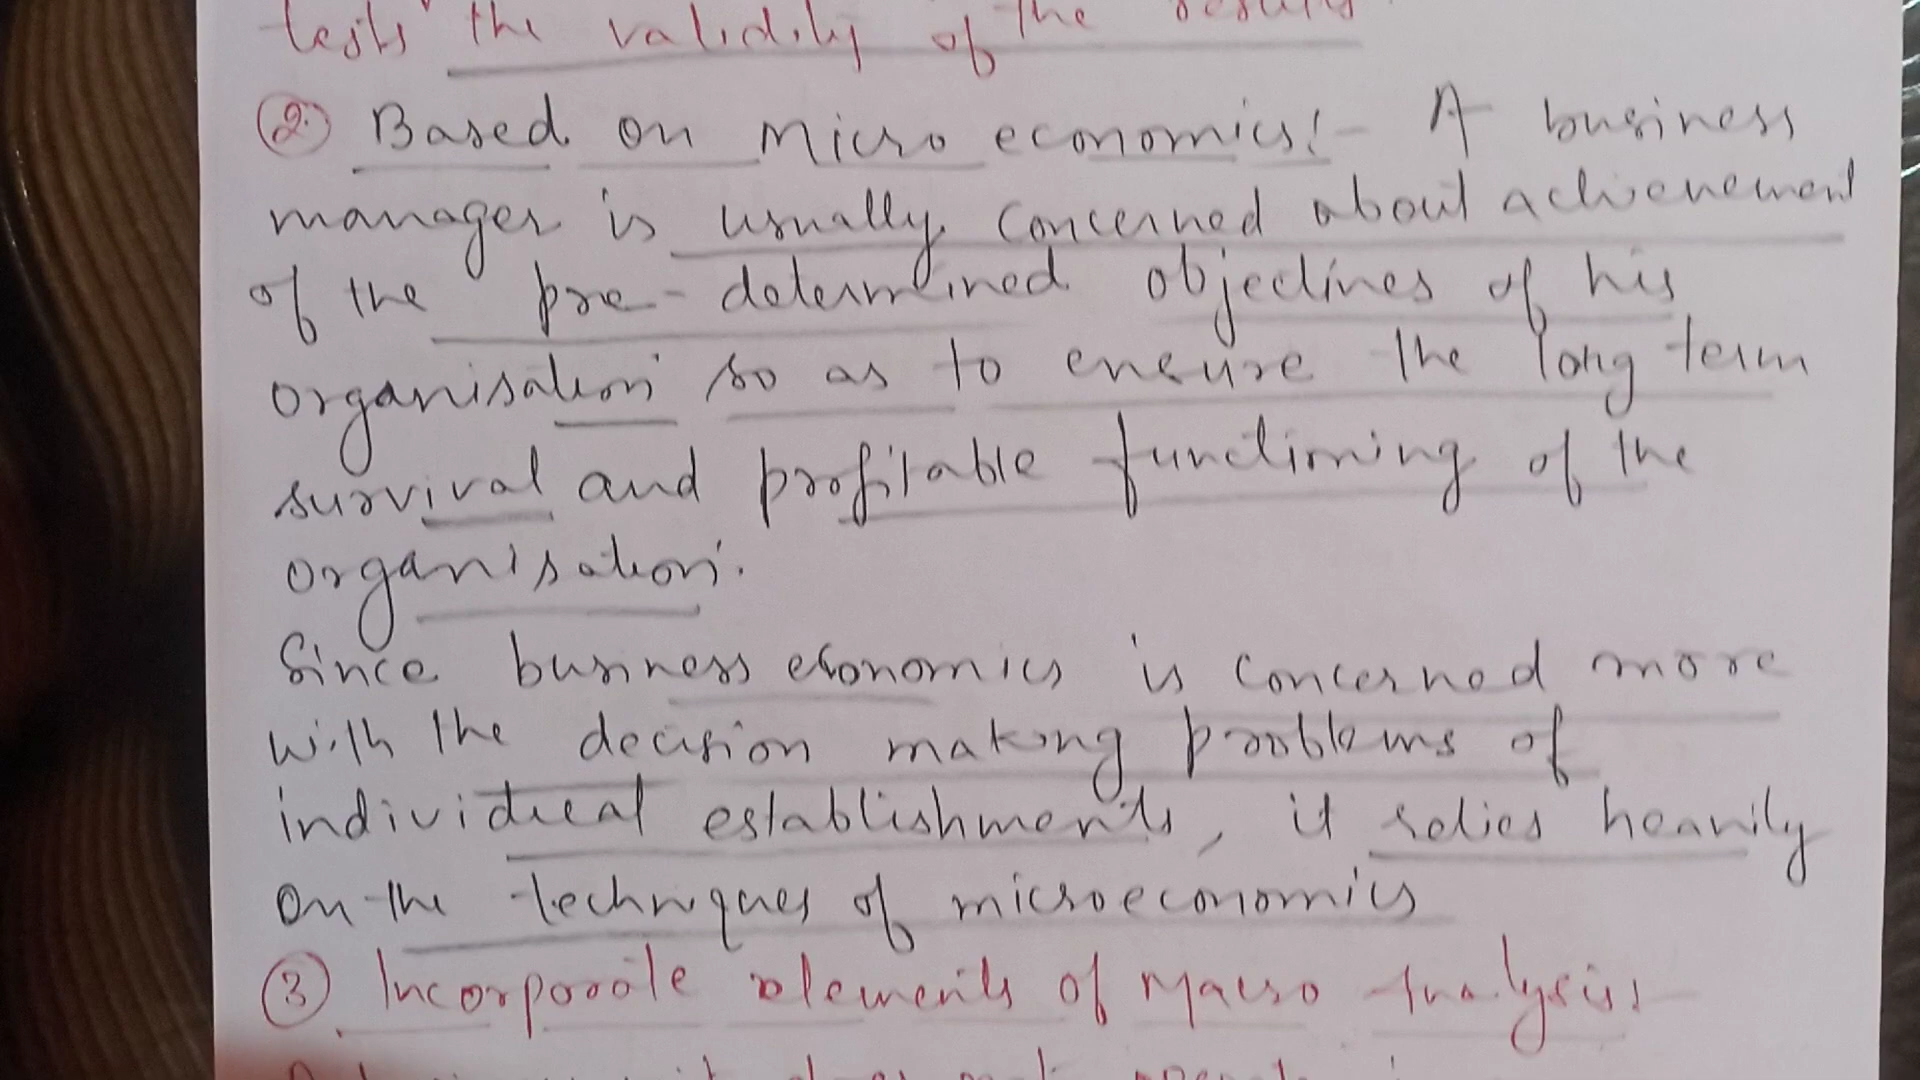 tests the validity of the results
② Based on Micro economics:- A business
manager is usually concerned about achievement
of the pre-determined objectives of his
organisation so as to ensure the long term
survival and profitable functioning of the
organisation.
Since business economics is concerned more
with the decision making problems of
individual establishments, it relies heavily
on the techniques of microeconomics
③. Incorporate elements of Macro Analysis:-